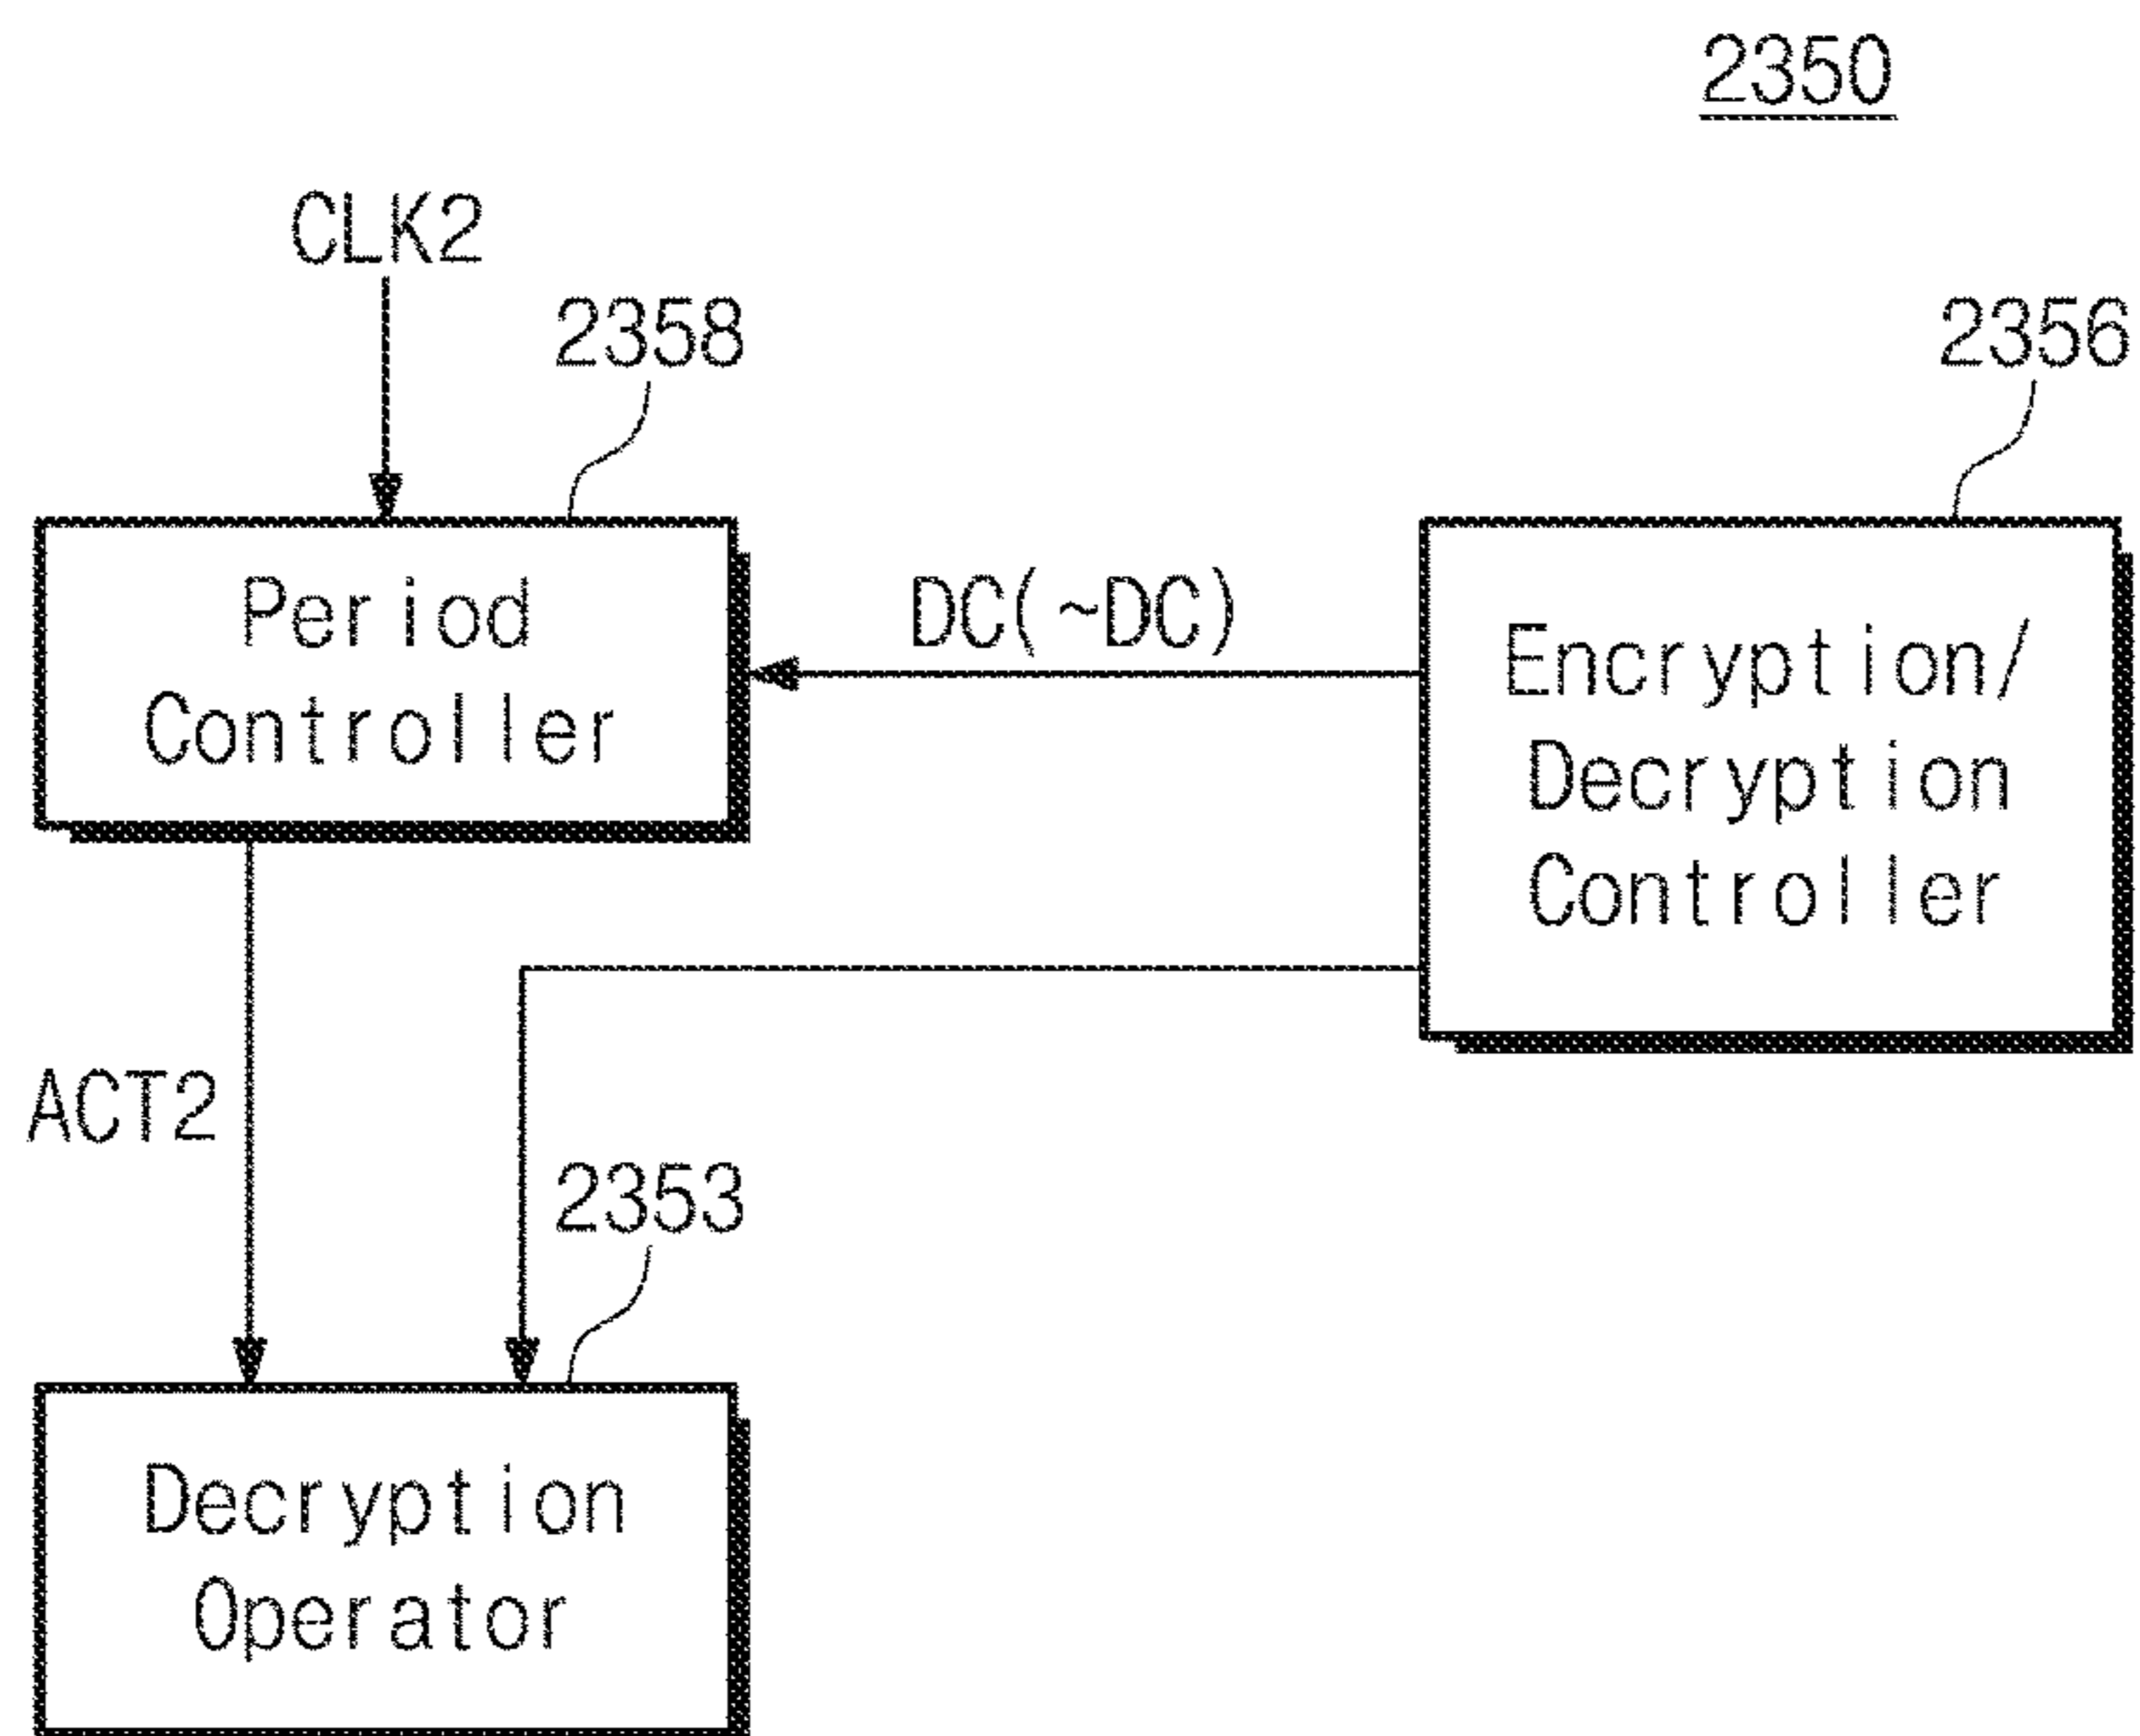 2350
CLK2
2358
2356
Period
Controller
DC(~DC)
Encryption/
Decryption
Controller
ACT2
2353
Decryption
Operator